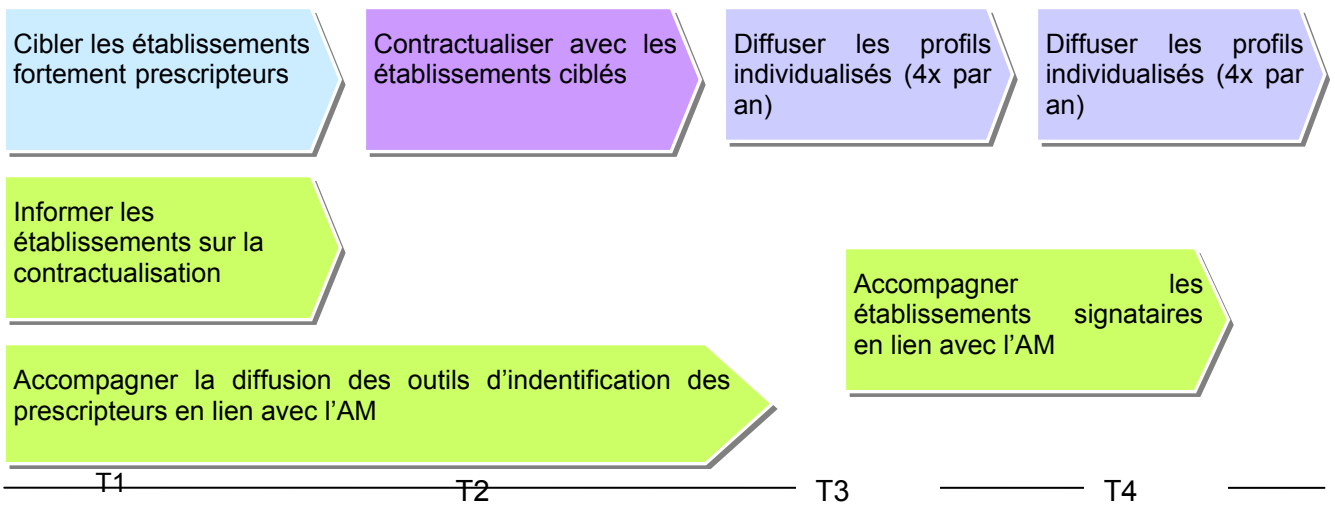 Cibler les établissements
fortement prescripteurs
Contractualiser avec les
établissements ciblés
Diffuser les profils
individualisés (4x par
an)
Diffuser les profils
individualisés (4x par
an)
Informer les
établissements sur la
contractualisation
Accompagner les
établissements signataires
en lien avec l’AM
Accompagner la diffusion des outils d’indentification des
prescripteurs en lien avec l’AM
T1
T2
T3
T4